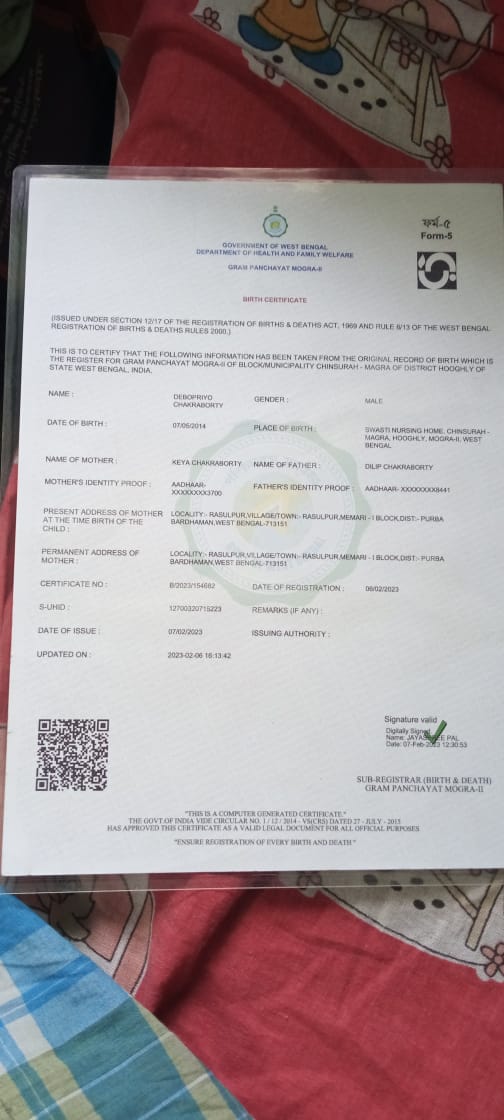 ফর্ম-৫
Form-5
GOVERNMENT OF WEST BENGAL
DEPARTMENT OF HEALTH AND FAMILY WELFARE
GRAM PANCHAYAT MOGRA-II
BIRTH CERTIFICATE
(ISSUED UNDER SECTION 12/17 OF THE REGISTRATION OF BIRTHS & DEATHS ACT, 1969 AND RULE 8/13 OF THE WEST BENGAL
REGISTRATION OF BIRTHS & DEATHS RULES 2000.)
THIS IS TO CERTIFY THAT THE FOLLOWING INFORMATION HAS BEEN TAKEN FROM THE ORIGINAL RECORD OF BIRTH WHICH IS
THE REGISTER FOR GRAM PANCHAYAT MOGRA-II OF BLOCK/MUNICIPALITY CHINSURAH - MAGRA OF DISTRICT HOOGHLY OF
STATE WEST BENGAL, INDIA.
NAME : DEBOPRIYO CHAKRABORTY GENDER : MALE
DATE OF BIRTH : 07/05/2014 PLACE OF BIRTH : SWASTI NURSING HOME, CHINSURAH -
MAGRA, HOOGHLY, MOGRA-II, WEST
BENGAL
NAME OF MOTHER : KEYA CHAKRABORTY NAME OF FATHER : DILIP CHAKRABORTY
MOTHER'S IDENTITY PROOF : AADHAAR-
XXXXXXXX3700 FATHER'S IDENTITY PROOF : AADHAAR- XXXXXXXX8441
PRESENT ADDRESS OF MOTHER
AT THE TIME BIRTH OF THE
CHILD :
LOCALITY:- RASULPUR,VILLAGE/TOWN:- RASULPUR,MEMARI - I BLOCK,DIST:- PURBA
BARDHAMAN,WEST BENGAL-713151
PERMANENT ADDRESS OF
MOTHER :
LOCALITY:- RASULPUR,VILLAGE/TOWN:- RASULPUR,MEMARI - I BLOCK,DIST:- PURBA
BARDHAMAN,WEST BENGAL-713151
CERTIFICATE NO : B/2023/154682 DATE OF REGISTRATION : 06/02/2023
S-UHID : 12700320715223 REMARKS (IF ANY) :
DATE OF ISSUE : 07/02/2023 ISSUING AUTHORITY :
UPDATED ON : 2023-02-06 16:13:42
Signature valid
Digitally Signed
Name: PAL
Date: 07-Feb-2023 12:30:53
SUB-REGISTRAR (BIRTH & DEATH)
GRAM PANCHAYAT MOGRA-II
"THIS IS A COMPUTER GENERATED CERTIFICATE."
THE GOVT.OF INDIA VIDE CIRCULAR NO. 1 / 12 / 2014 - VS(CRS) DATED 27 - JULY - 2015
HAS APPROVED THIS CERTIFICATE AS A VALID LEGAL DOCUMENT FOR ALL OFFICIAL PURPOSES.
"ENSURE REGISTRATION OF EVERY BIRTH AND DEATH "